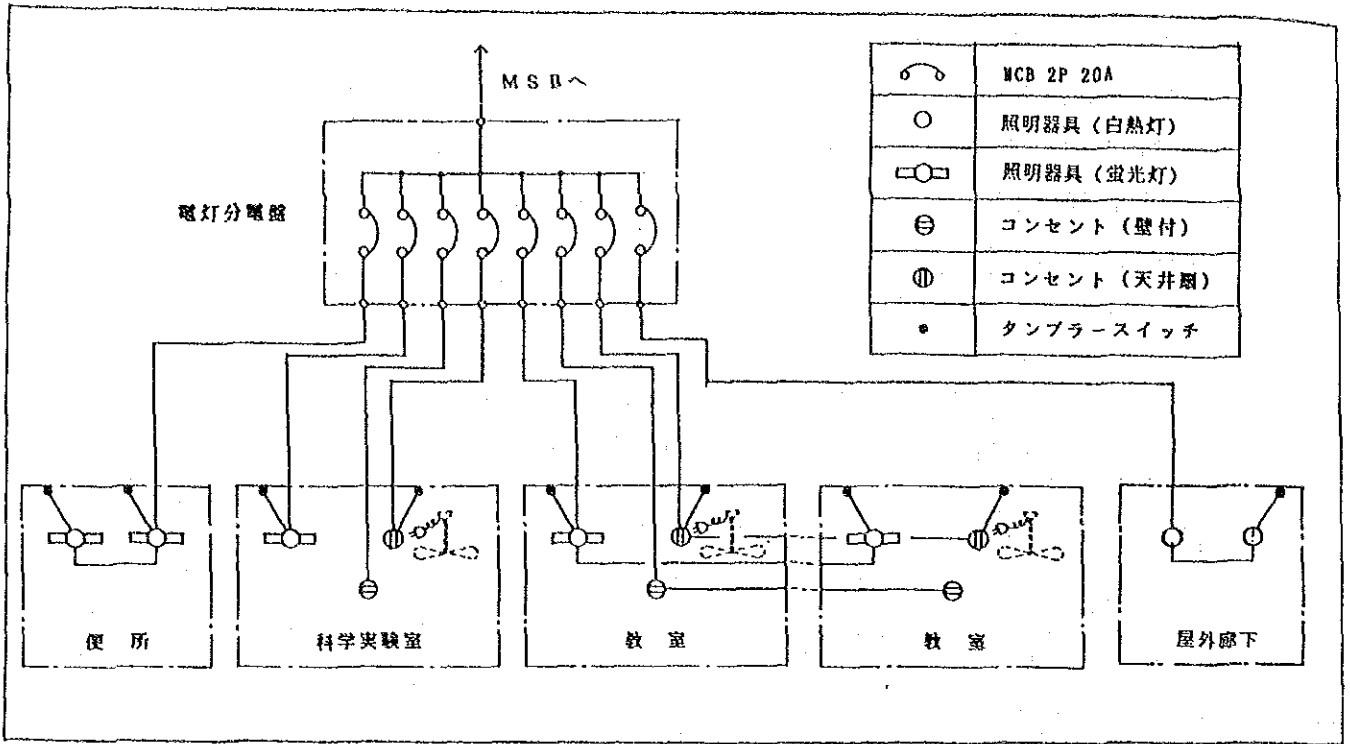 MSBへ
電灯分電盤
MCB 2P 20A
照明器具（白熱灯）
照明器具（蛍光灯）
コンセント（壁付）
コンセント（天井扇）
タンブラースイッチ
便所
科学実験室
教室
教室
屋外廊下